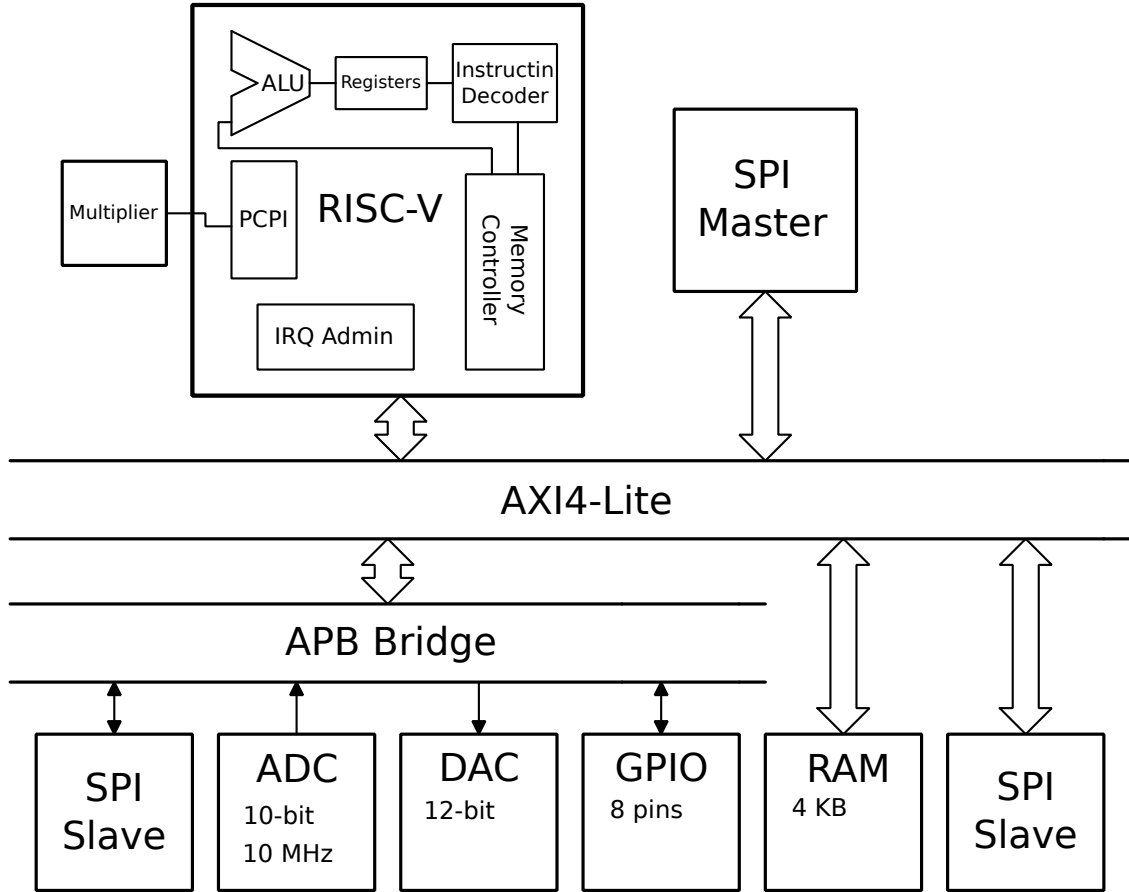 ALU
Registers
Instructin
Decoder
Multiplier
PCPI
RISC-V
Memory
Controller
IRQ Admin
SPI
Master
AXI4-Lite
APB Bridge
SPI
Slave
ADC
10-bit
10 MHz
DAC
12-bit
GPIO
8 pins
RAM
4 KB
SPI
Slave